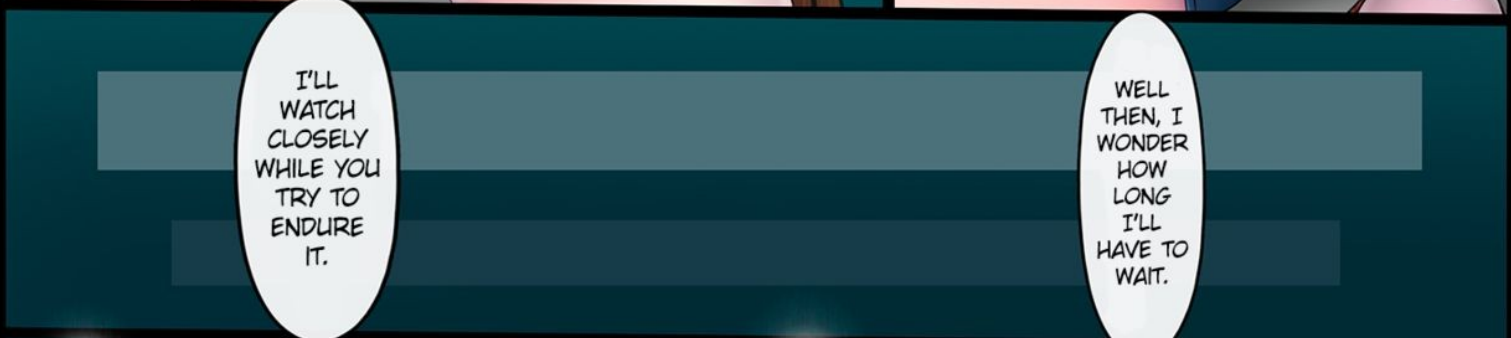 WELL
THEN, I
WONDER
HOW
LONG
I'LL
HAVE TO
WAIT.
I'LL
WATCH
CLOSELY
WHILE YOU
TRY TO
ENDURE
IT.